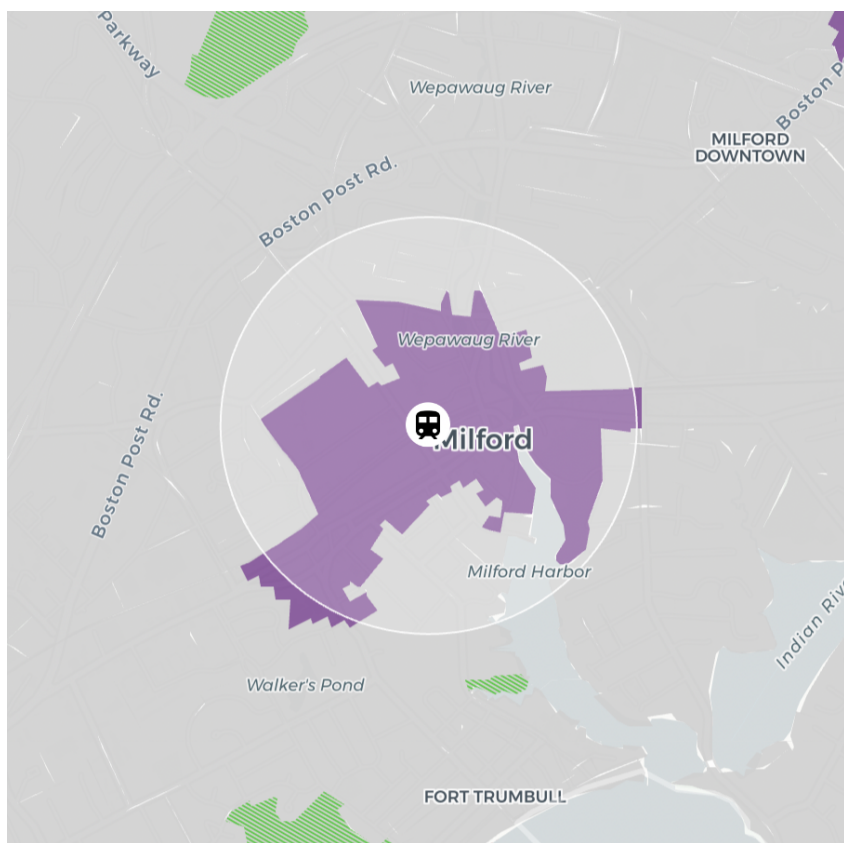 Parkway
Wepawaug River
Boston P
MILFORD
DOWNTOWN
Boston Post Rd.
Wepawaug River
Boston Post Rd.
Milford
Milford Harbor
Indian Riv
Walker's Pond
FORT TRUMBULL